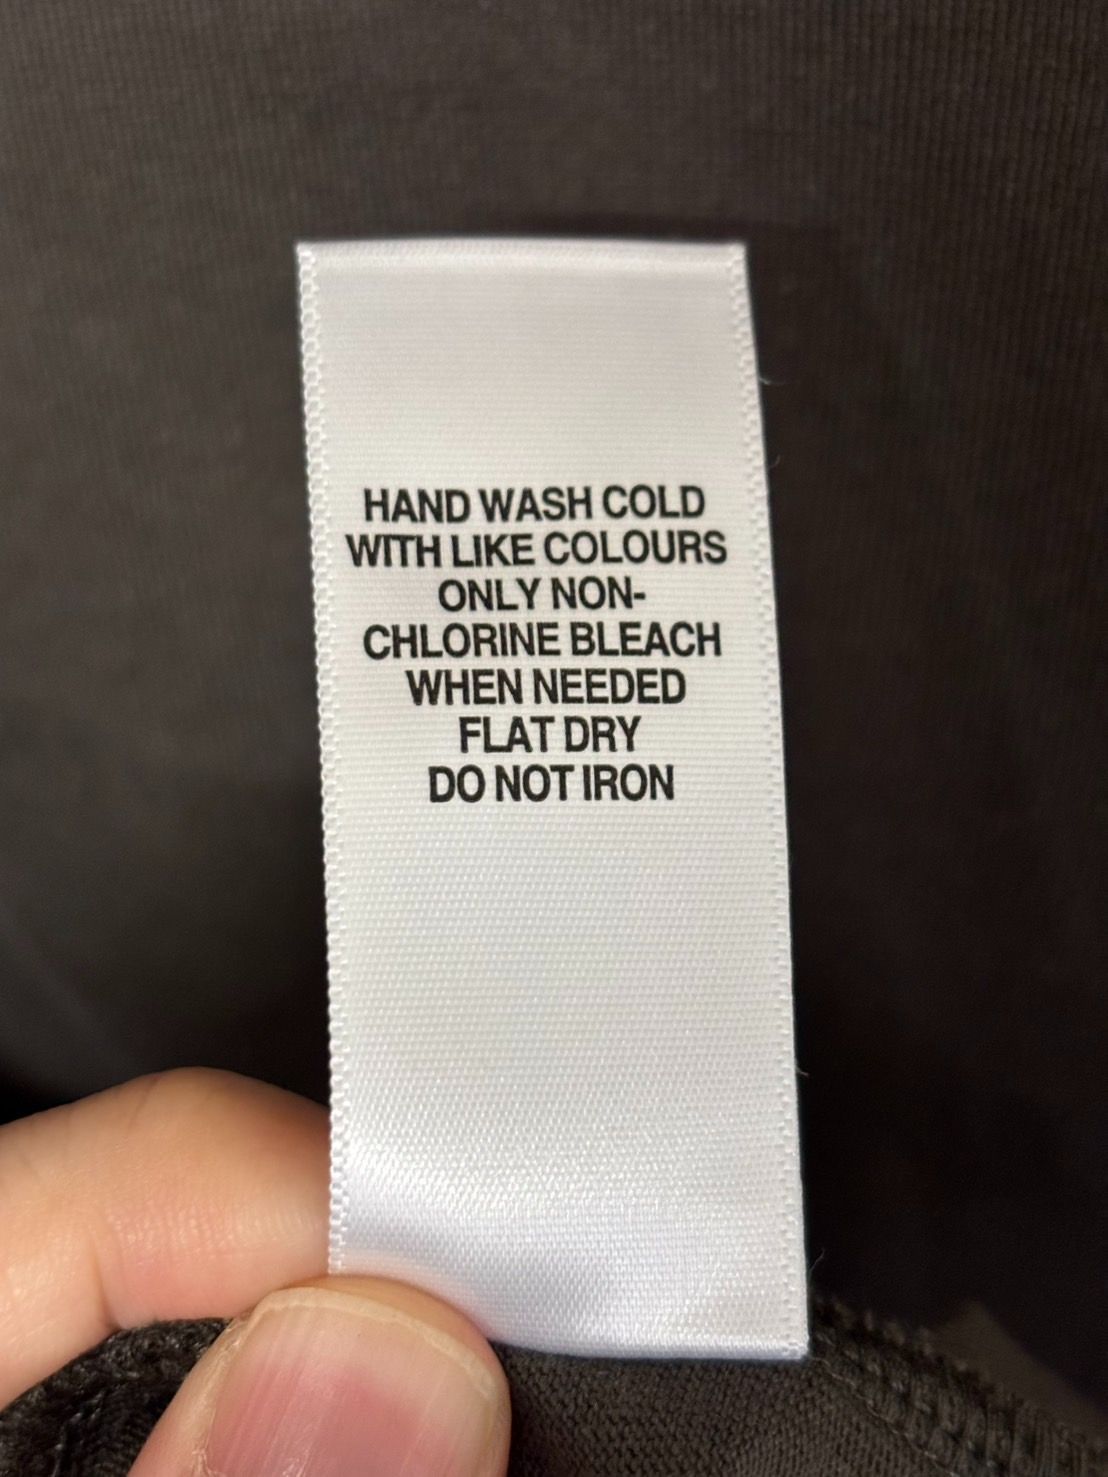 HAND WASH COLD
WITH LIKE COLOURS
ONLY NON-
CHLORINE BLEACH
WHEN NEEDED
FLAT DRY
DO NOT IRON